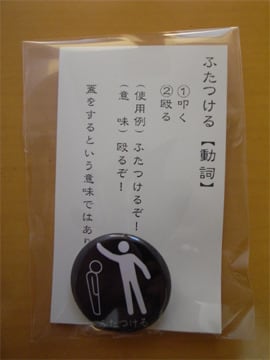 ふたつける【動詞】
①叩く
②殴る
（使用例）ふたつけるぞ！
（意　味）殴るぞ！
蓋をするという意味ではあり
ふたつけそ